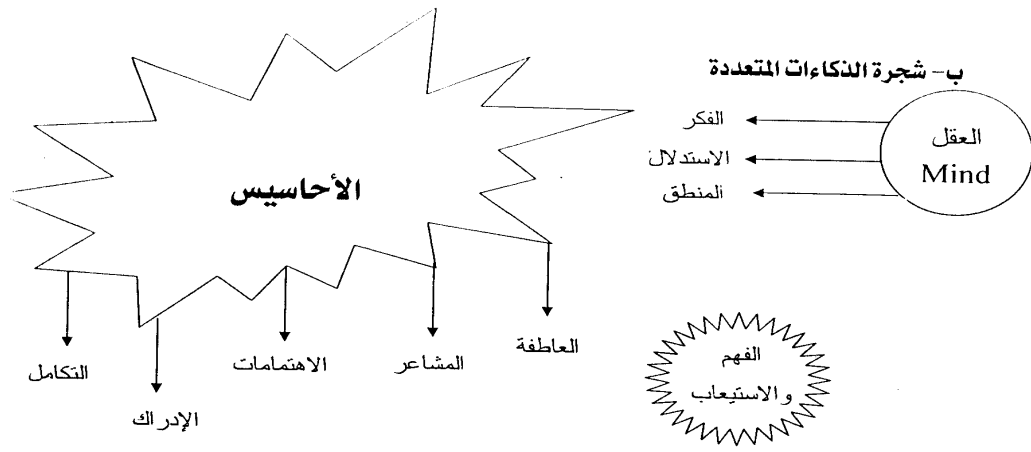 ب- شجرة الذكاءات المتعددة
العقل
Mind
الفكر
الاستدلال
المنطق
الأحاسيس
العاطفة
المشاعر
الاهتمامات
الإدراك
التكامل
الفهم
والاستيعاب